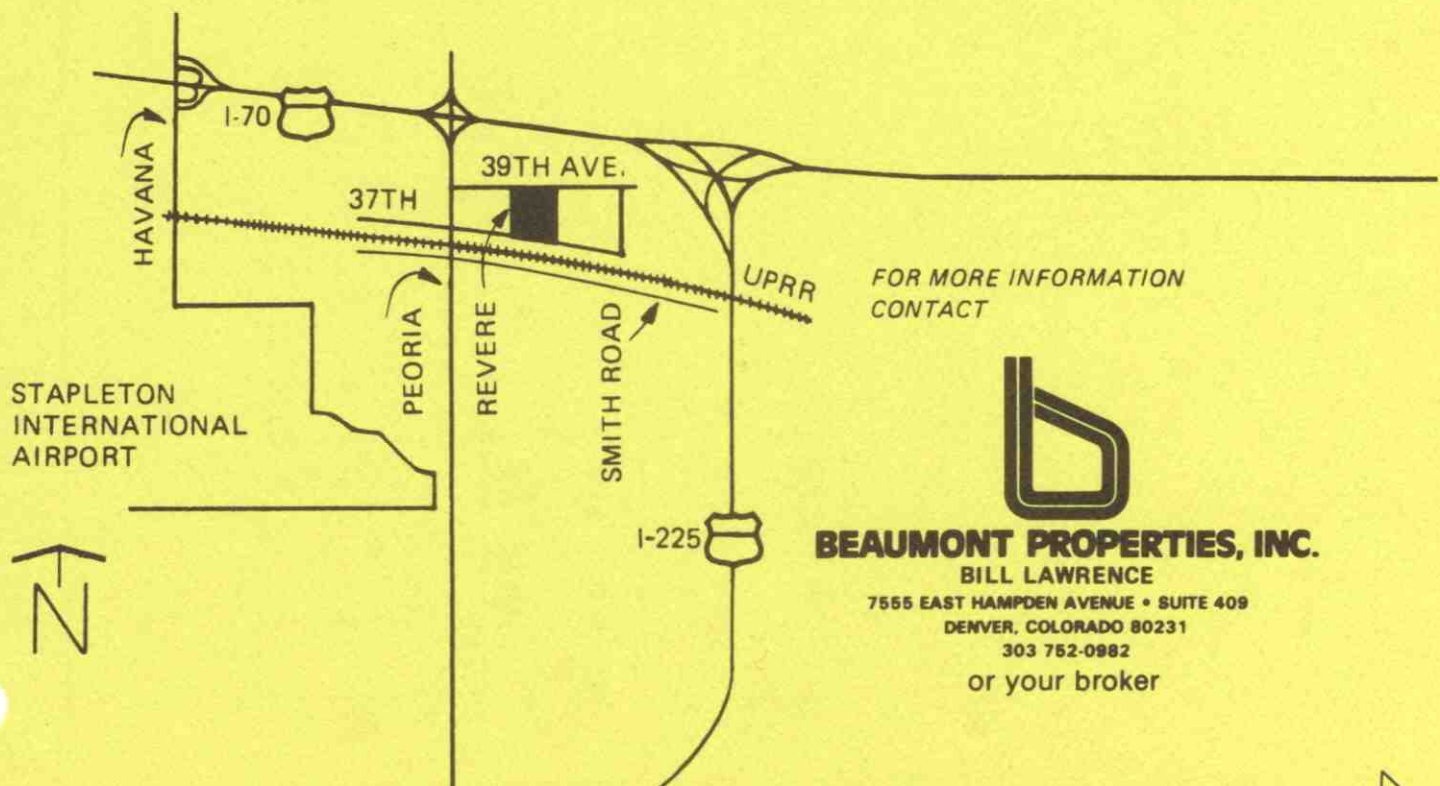 I-70
HAVANA
39TH AVE.
37TH
UPRR
PEORIA
REVERE
SMITH ROAD
STAPLETON
INTERNATIONAL
AIRPORT
I-225
N
FOR MORE INFORMATION
CONTACT
b
BEAUMONT PROPERTIES, INC.
BILL LAWRENCE
7555 EAST HAMPDEN AVENUE • SUITE 409
DENVER, COLORADO 80231
303 752-0982
or your broker